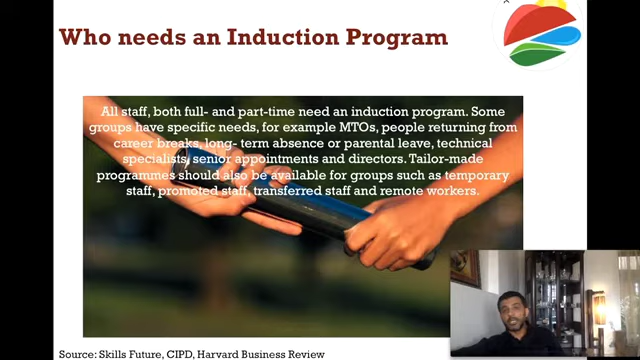 Who needs an Induction Program
All staff, both full- and part-time need an induction program. Some
groups have specific needs, for example MTOs, people returning from
career breaks, long- term absence or parental leave, technical
specialists, senior appointments and directors. Tailor-made
programmes should also be available for groups such as temporary
staff, promoted staff, transferred staff and remote workers.
Source: Skills Future, CIPD, Harvard Business Review